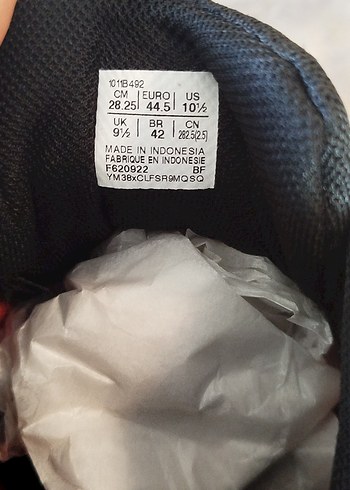 1011B492
CM EURO US
28.25 44.5 10½
UK BR CN
9½ 42 282.5(2.5)
MADE IN INDONESIA
FABRIQUE EN INDONESIE
F620922 BF
YM38xCLFSR9MQSQ